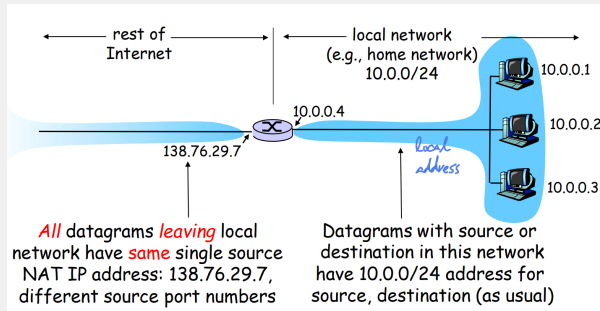 rest of
Internet
local network
(e.g., home network)
10.0.0/24
10.0.0.1
10.0.0.4
10.0.0.2
138.76.29.7
local
address
10.0.0.3
All datagrams leaving local
network have same single source
NAT IP address: 138.76.29.7,
different source port numbers
Datagrams with source or
destination in this network
have 10.0.0/24 address for
source, destination (as usual)